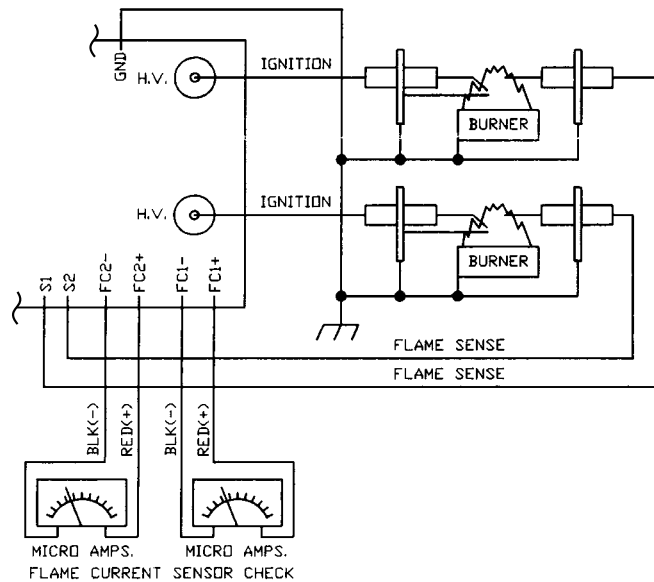 GND
H.V.
IGNITION
BURNER
H.V.
IGNITION
BURNER
S1
S2
FC2-
FC2+
FC1-
FC1+
FLAME SENSE
FLAME SENSE
BLK(-)
RED(+)
BLK(-)
RED(+)
MICRO AMPS.
MICRO AMPS.
FLAME CURRENT SENSOR CHECK